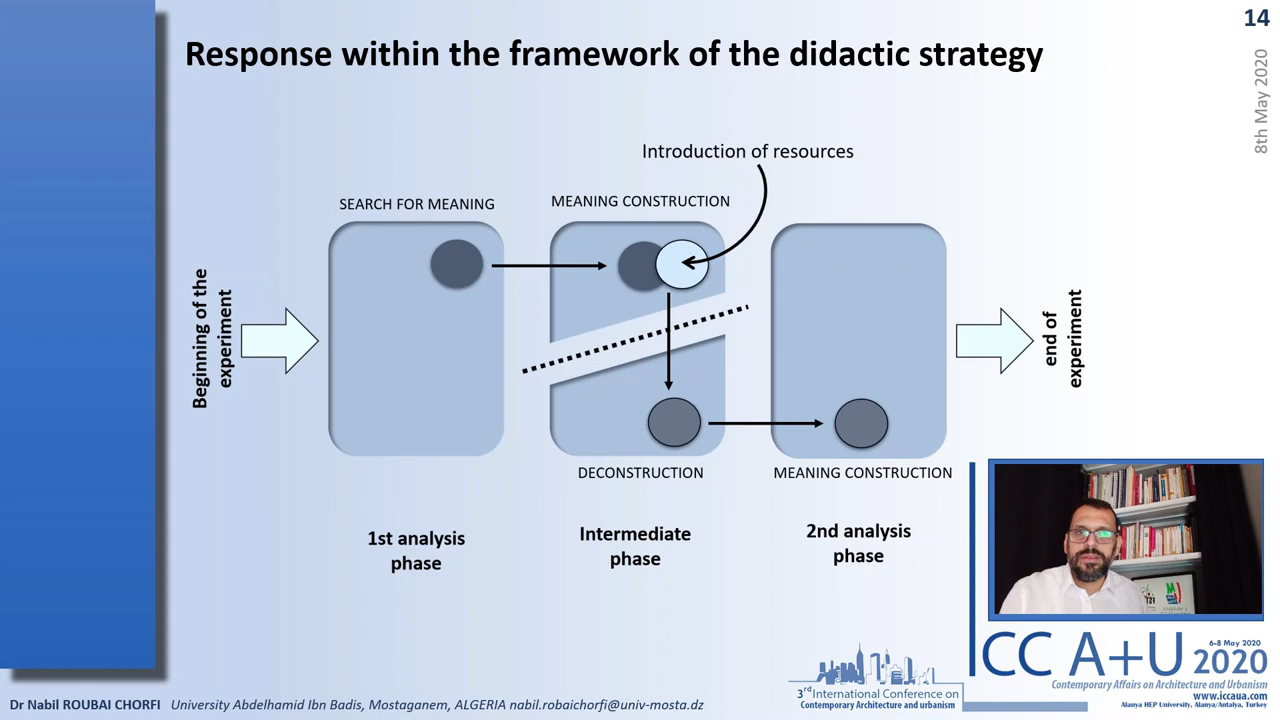 14
8th May 2020
Response within the framework of the didactic strategy
Introduction of resources
SEARCH FOR MEANING
MEANING CONSTRUCTION
Beginning of the
experiment
end of
experiment
DECONSTRUCTION
MEANING CONSTRUCTION
1st analysis
phase
Intermediate
phase
2nd analysis
phase
3rd International Conference on
Contemporary Architecture and urbanism
ICC A+U 2020
6-8 May 2020
Contemporary Affairs on Architecture and Urbanism
www.iccaua.com
Alanya HEP University, Alanya/Antalya, Turkey
Dr Nabil ROUBAI CHORFI University Abdelhamid Ibn Badis, Mostaganem, ALGERIA nabil.robaichorfi@univ-mosta.dz